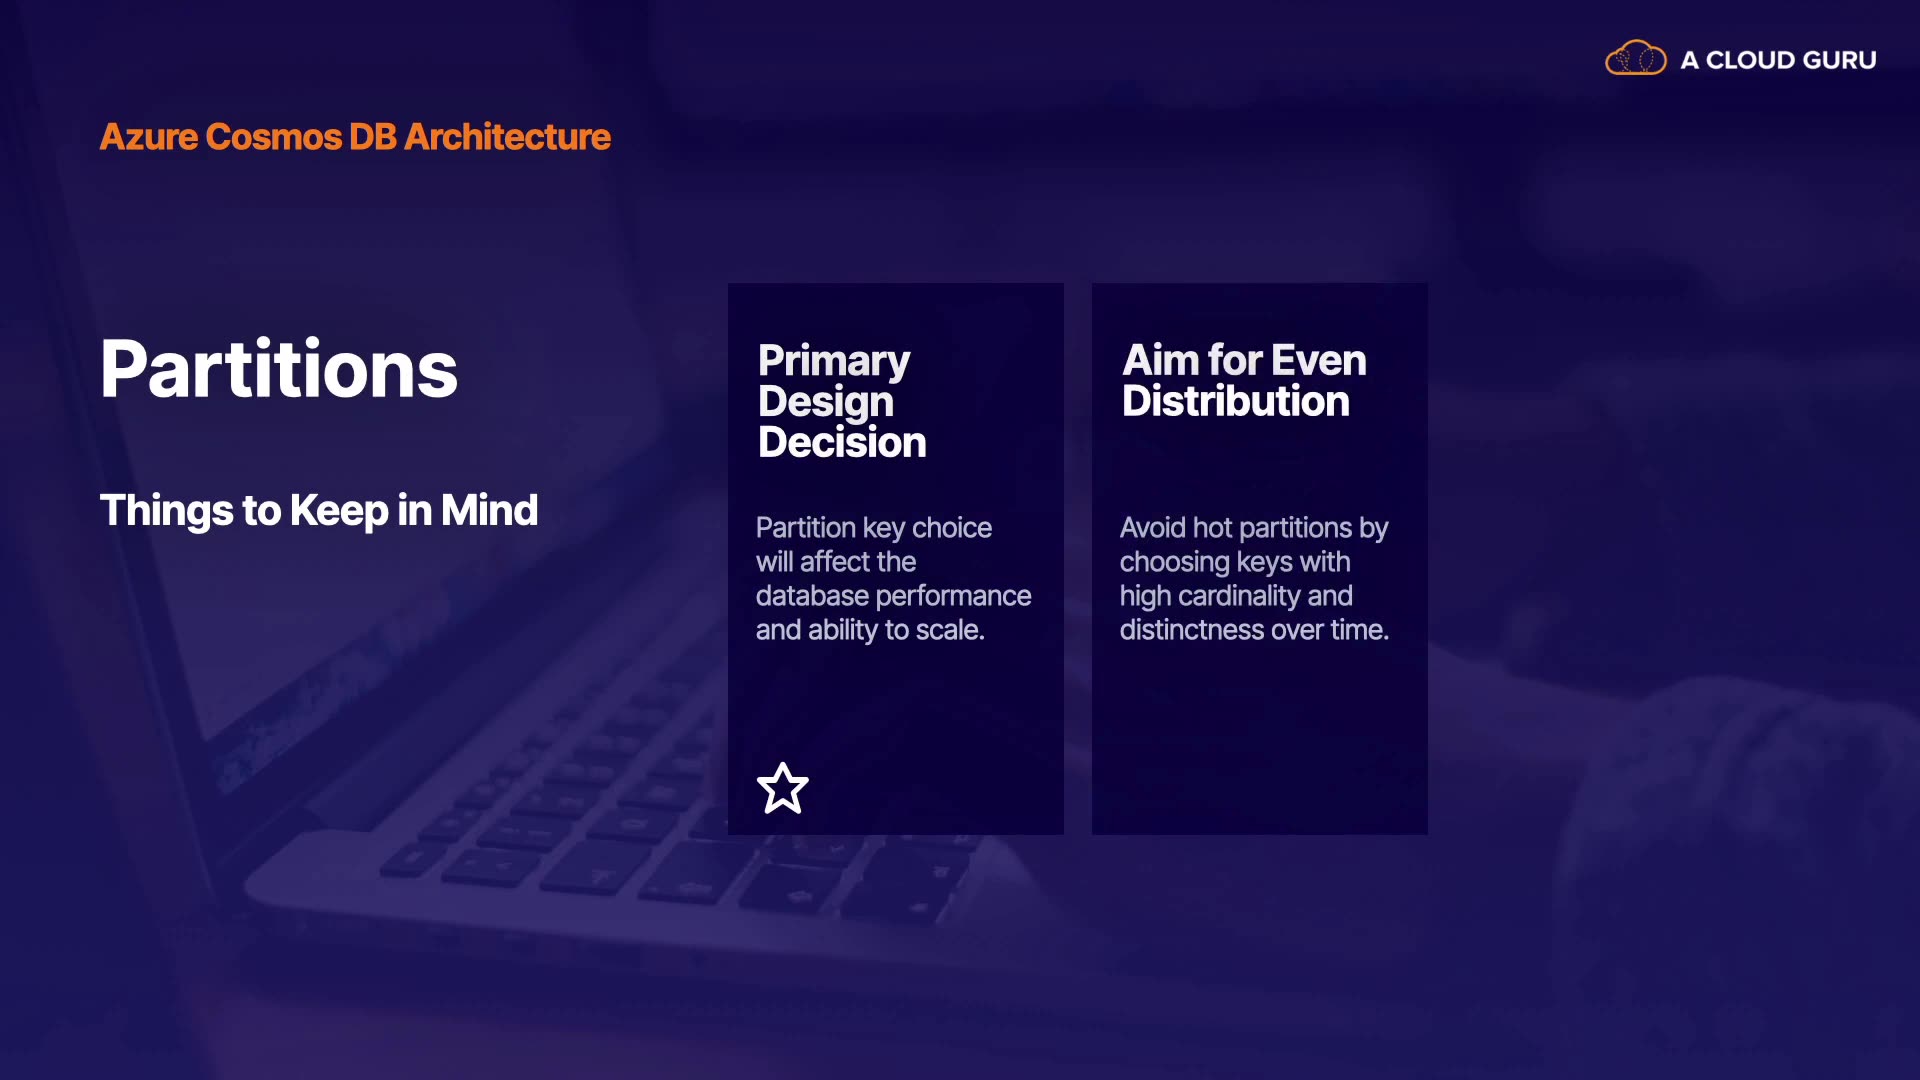 A CLOUD GURU
Azure Cosmos DB Architecture
Partitions
Things to Keep in Mind
Primary
Design
Decision
Partition key choice
will affect the
database performance
and ability to scale.
Aim for Even
Distribution
Avoid hot partitions by
choosing keys with
high cardinality and
distinctness over time.